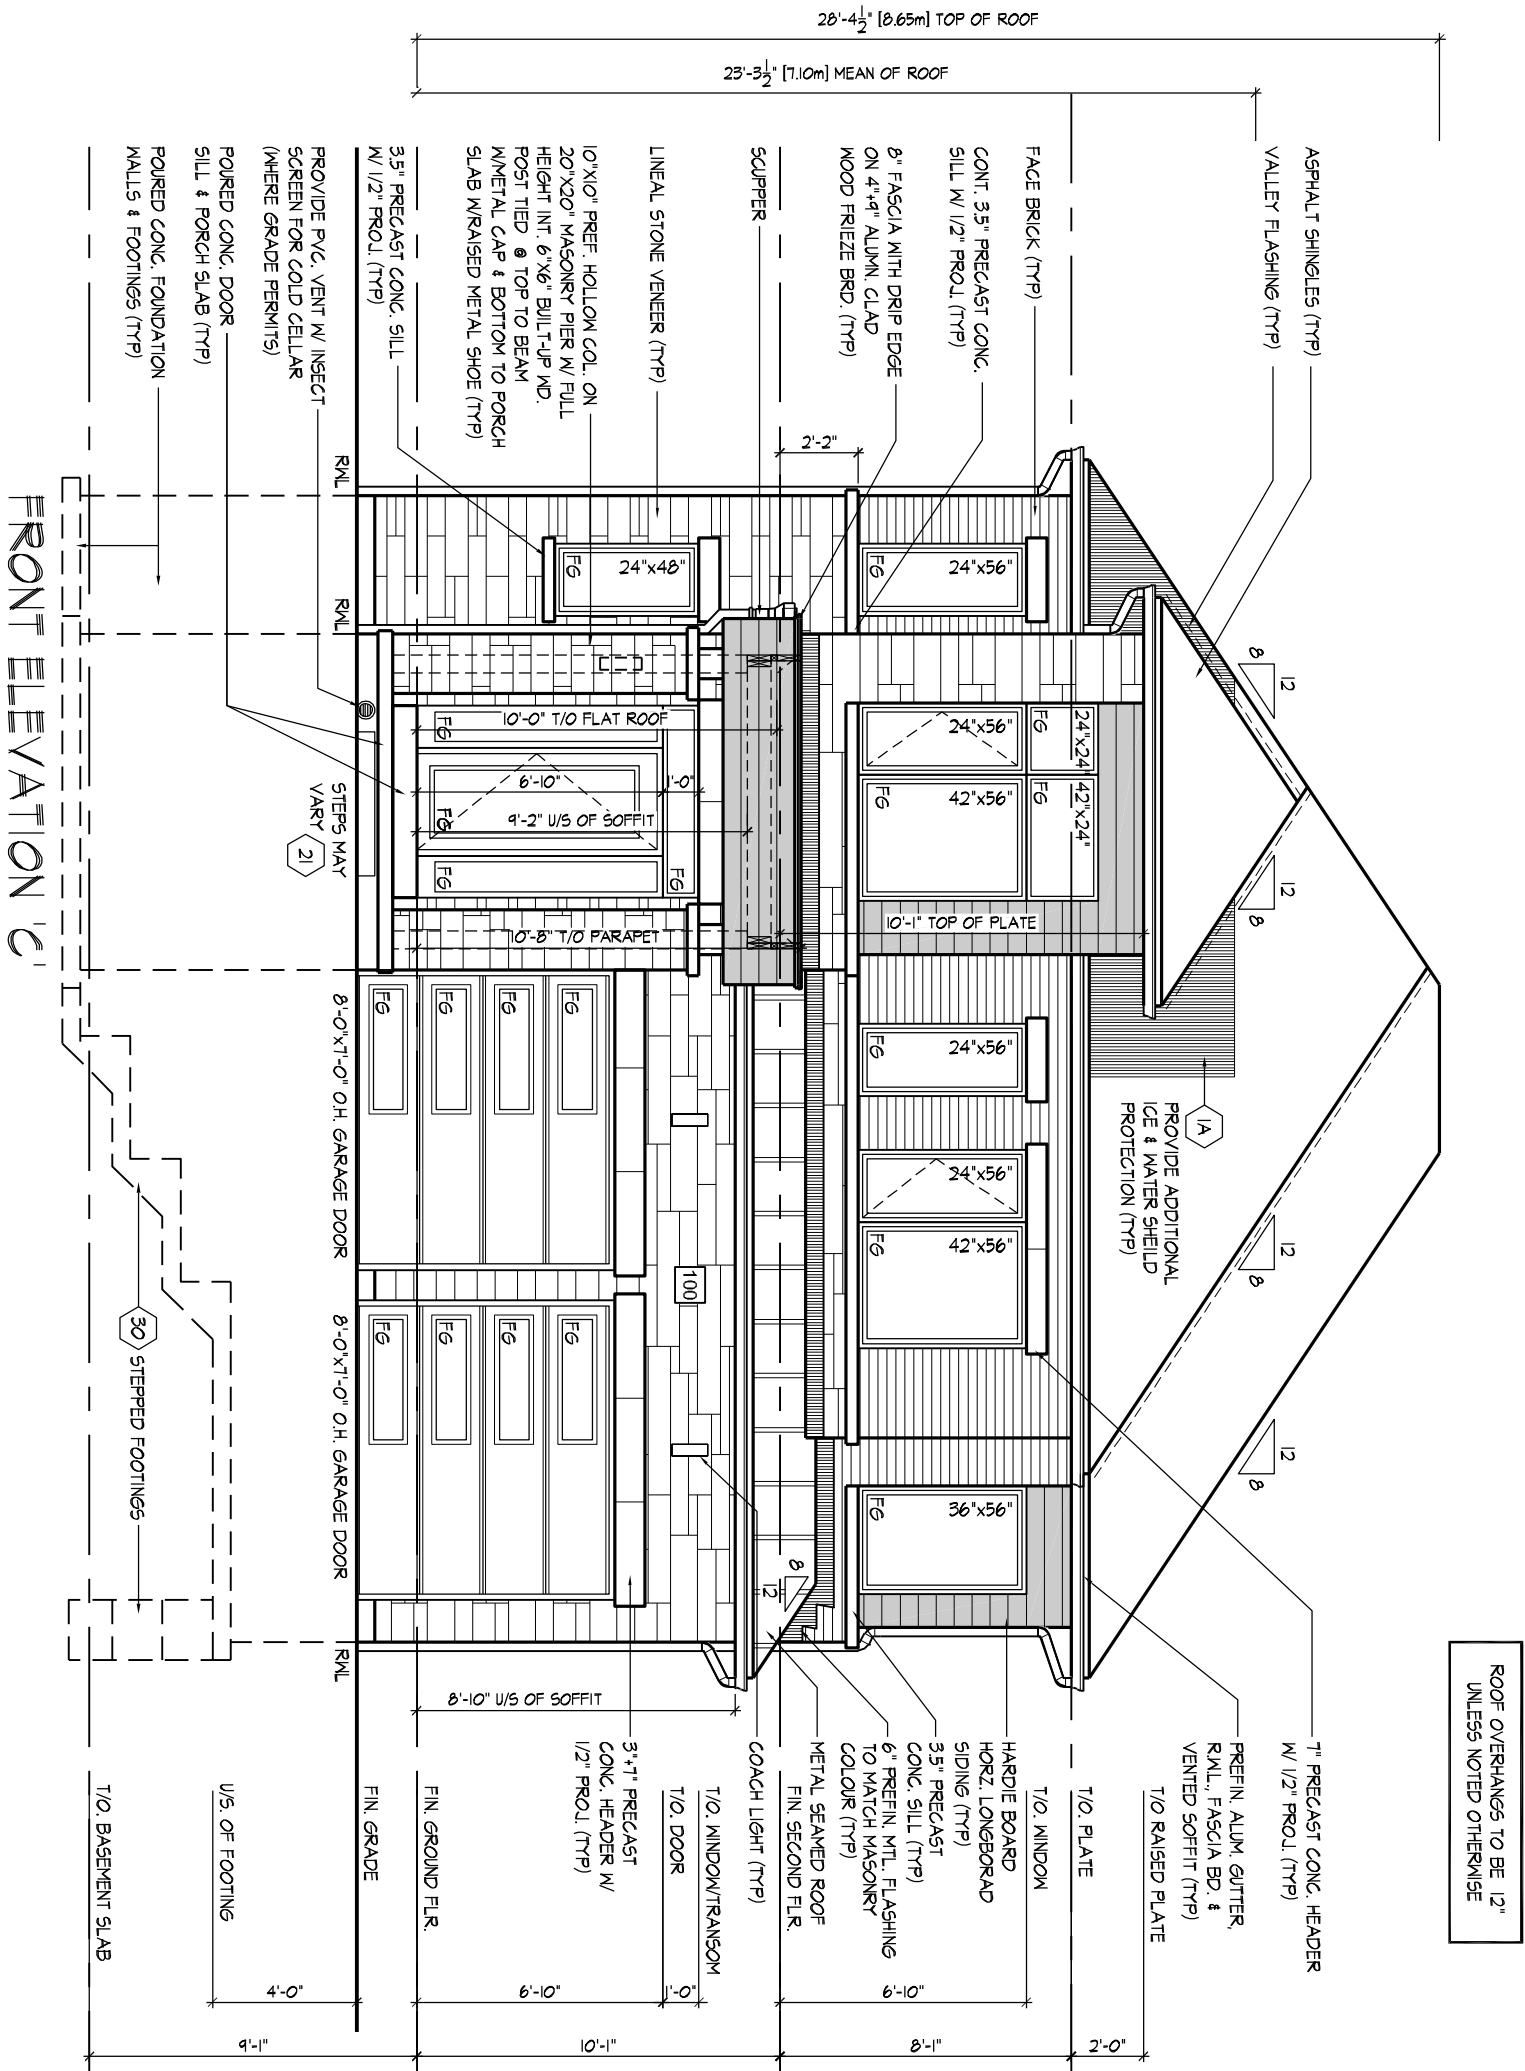 ROOF OVERHANGS TO BE 12"
UNLESS NOTED OTHERWISE
28'-4 1/2" [8.65m] TOP OF ROOF
23'-3 1/2" [7.10m] MEAN OF ROOF
ASPHALT SHINGLES (TYP)
VALLEY FLASHING (TYP)
FACE BRICK (TYP)
CONT. 3.5" PRECAST CONC.
SILL W/ 1/2" PROJ. (TYP)
8" FASCIA WITH DRIP EDGE
ON 4"+9" ALUMN. CLAD
WOOD FRIEZE BRD. (TYP)
SCUPPER
LINEAL STONE VENEER (TYP)
10"X10" PREF. HOLLOW COL. ON
20"X20" MASONRY PIER W/ FULL
HEIGHT INT. 6"X6" BUILT-UP WD.
POST TIED @ TOP TO BEAM
W/METAL CAP & BOTTOM TO PORCH
SLAB W/RAISED METAL SHOE (TYP)
3.5" PRECAST CONC. SILL
W/ 1/2" PROJ. (TYP)
PROVIDE PVC. VENT W/ INSECT
SCREEN FOR COLD CELLAR
(WHERE GRADE PERMITS)
POURED CONC. DOOR
SILL & PORCH SLAB (TYP)
POURED CONC. FOUNDATION
WALLS & FOOTINGS (TYP)
8
12
12
8
12
8
12
8
1A
PROVIDE ADDITIONAL
ICE & WATER SHEILD
PROTECTION (TYP)
2'-2"
24"x56"
FG
24"x48"
FG
24"x24"
FG
42"x24"
FG
24"x56"
42"x56"
FG
10'-1" TOP OF PLATE
24"x56"
FG
24"x56"
42"x56"
FG
36"x56"
FG
8
12
10'-0" T/O FLAT ROOF
6'-10"
1'-0"
9'-2" U/S OF SOFFIT
10'-8" T/O PARAPET
FG
FG
FG
FG
100
FG
FG
FG
FG
FG
FG
FG
FG
8'-10" U/S OF SOFFIT
RWL
RWL
STEPS MAY
VARY
21
8'-0"x7'-0" O.H. GARAGE DOOR
8'-0"x7'-0" O.H. GARAGE DOOR
RWL
30
STEPPED FOOTINGS
7" PRECAST CONC. HEADER
W/ 1/2" PROJ. (TYP)
PREFIN. ALUM. GUTTER,
R.W.L., FASCIA BD. &
VENTED SOFFIT (TYP)
T/O RAISED PLATE
T/O. PLATE
T/O. WINDOW
HARDIE BOARD
HORZ. LONGBORAD
SIDING (TYP)
3.5" PRECAST
CONC. SILL (TYP)
6" PREFIN. MTL. FLASHING
TO MATCH MASONRY
COLOUR (TYP)
METAL SEAMED ROOF
FIN. SECOND FLR.
COACH LIGHT (TYP)
T/O. WINDOW/TRANSOM
T/O. DOOR
3"+7" PRECAST
CONC. HEADER W/
1/2" PROJ. (TYP)
FIN. GROUND FLR.
FIN. GRADE
U/S. OF FOOTING
T/O. BASEMENT SLAB
2'-0"
8'-1"
6'-10"
10'-1"
1'-0"
6'-10"
4'-0"
9'-1"
FRONT ELEVATION 'C'